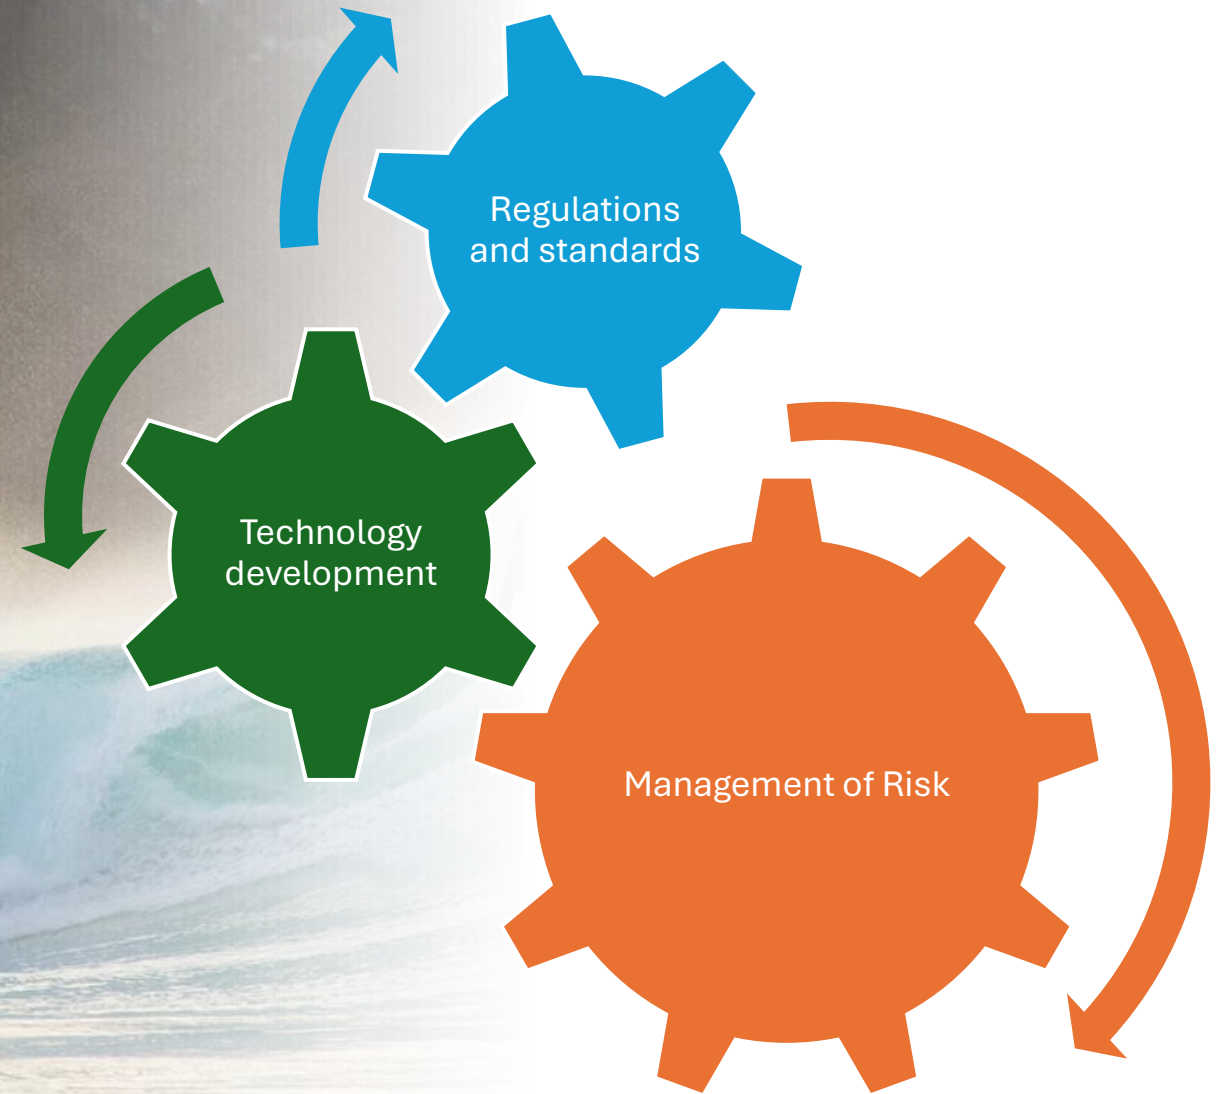 Regulations
and standards
Technology
development
Management of Risk